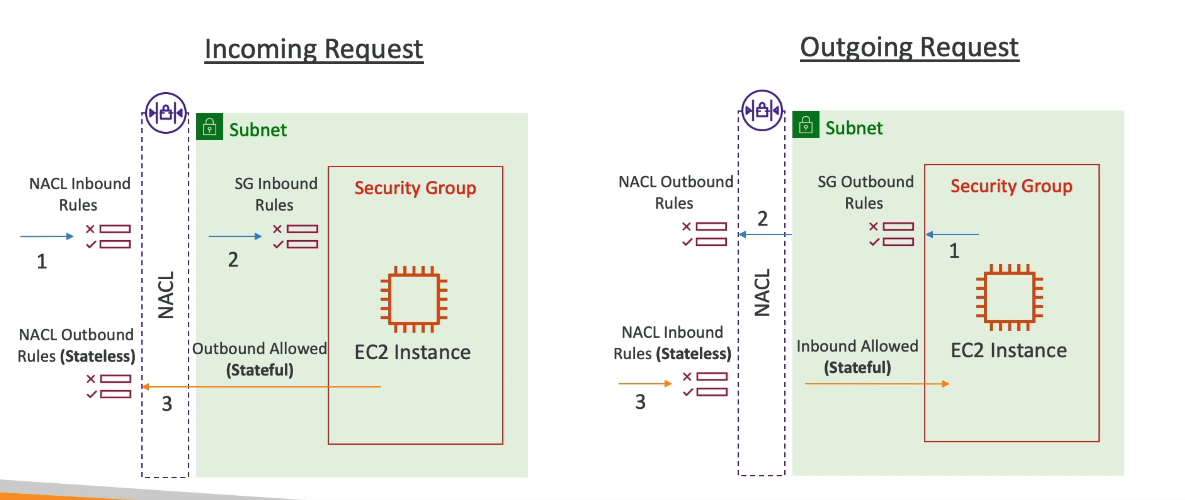 Incoming Request
Subnet
NACL Inbound
Rules
SG Inbound
Rules
Security Group
1
2
NACL
NACL Outbound
Rules (Stateless)
Outbound Allowed
(Stateful)
EC2 Instance
3
Outgoing Request
Subnet
NACL Outbound
Rules
SG Outbound
Rules
Security Group
2
1
NACL
NACL Inbound
Rules (Stateless)
Inbound Allowed
(Stateful)
EC2 Instance
3